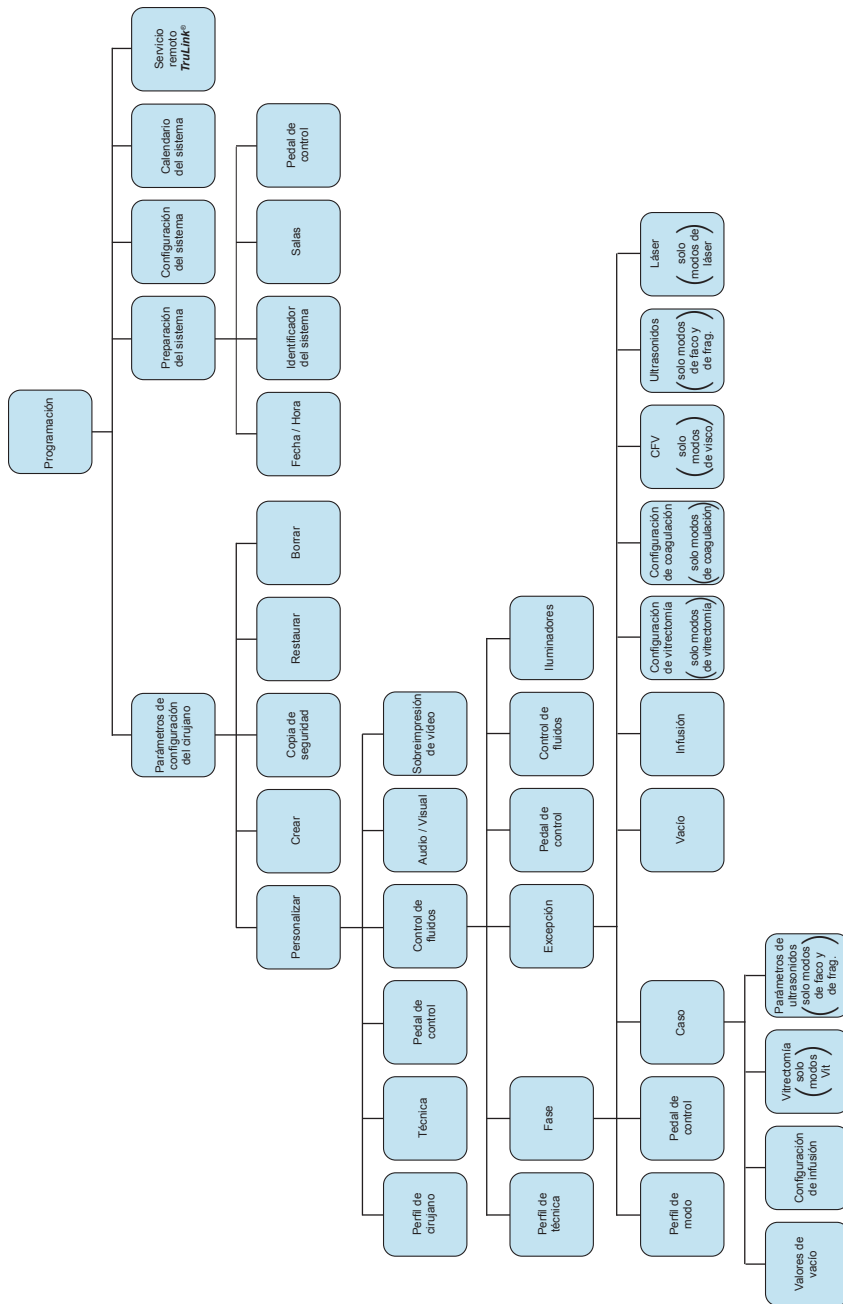 Programación
Parámetros de
configuración
del cirujano
Preparación
del sistema
Configuración
del sistema
Calendario
del sistema
Servicio
remoto
TruLink®
Personalizar
Crear
Copia de
seguridad
Restaurar
Borrar
Fecha / Hora
Identificador
del sistema
Salas
Pedal de
control
Perfil de
cirujano
Técnica
Pedal de
control
Control de
fluidos
Audio / Visual
Sobreimpresión
de vídeo
Perfil de
técnica
Fase
Excepción
Pedal de
control
Control de
fluidos
Iluminadores
Perfil de
modo
Pedal de
control
Caso
Vacío
Infusión
Configuración
de vitrectomía
(solo modos
de vitrectomía)
Configuración
de coagulación
(solo modos
de coagulación)
CFV
(solo
modos
de visco)
Ultrasonidos
(solo modos
de faco y
de frag.)
Láser
(solo
modos de
láser)
Valores de
vacío
Configuración
de infusión
Vitrectomía
(solo
modos
Vit)
Parámetros de
ultrasonidos
(solo modos
de faco y
de frag.)